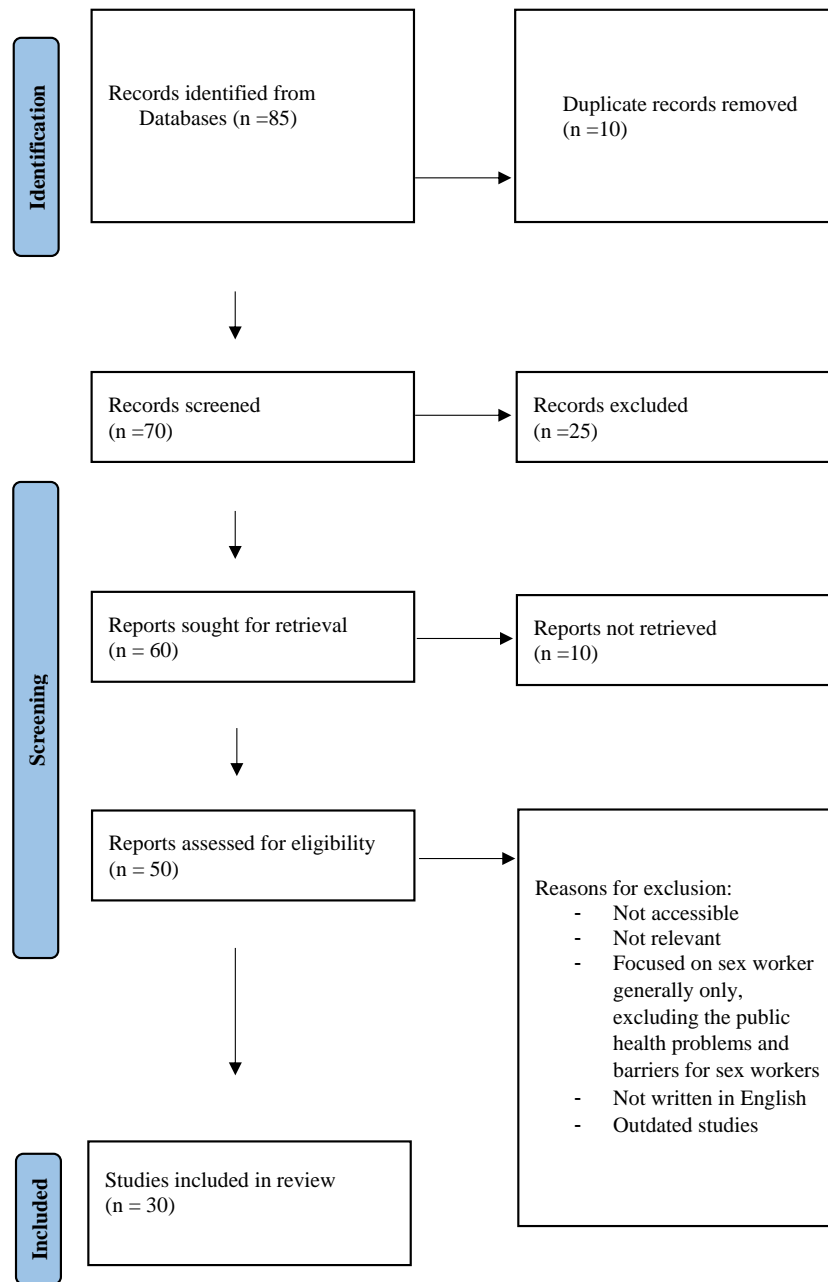 Identification
Records identified from
Databases (n =85)
Duplicate records removed
(n =10)
Screening
Records screened
(n =70)
Records excluded
(n =25)
Reports sought for retrieval
(n = 60)
Reports not retrieved
(n =10)
Reports assessed for eligibility
(n = 50)
Reasons for exclusion:
- Not accessible
- Not relevant
- Focused on sex worker
generally only,
excluding the public
health problems and
barriers for sex workers
- Not written in English
- Outdated studies
Included
Studies included in review
(n = 30)